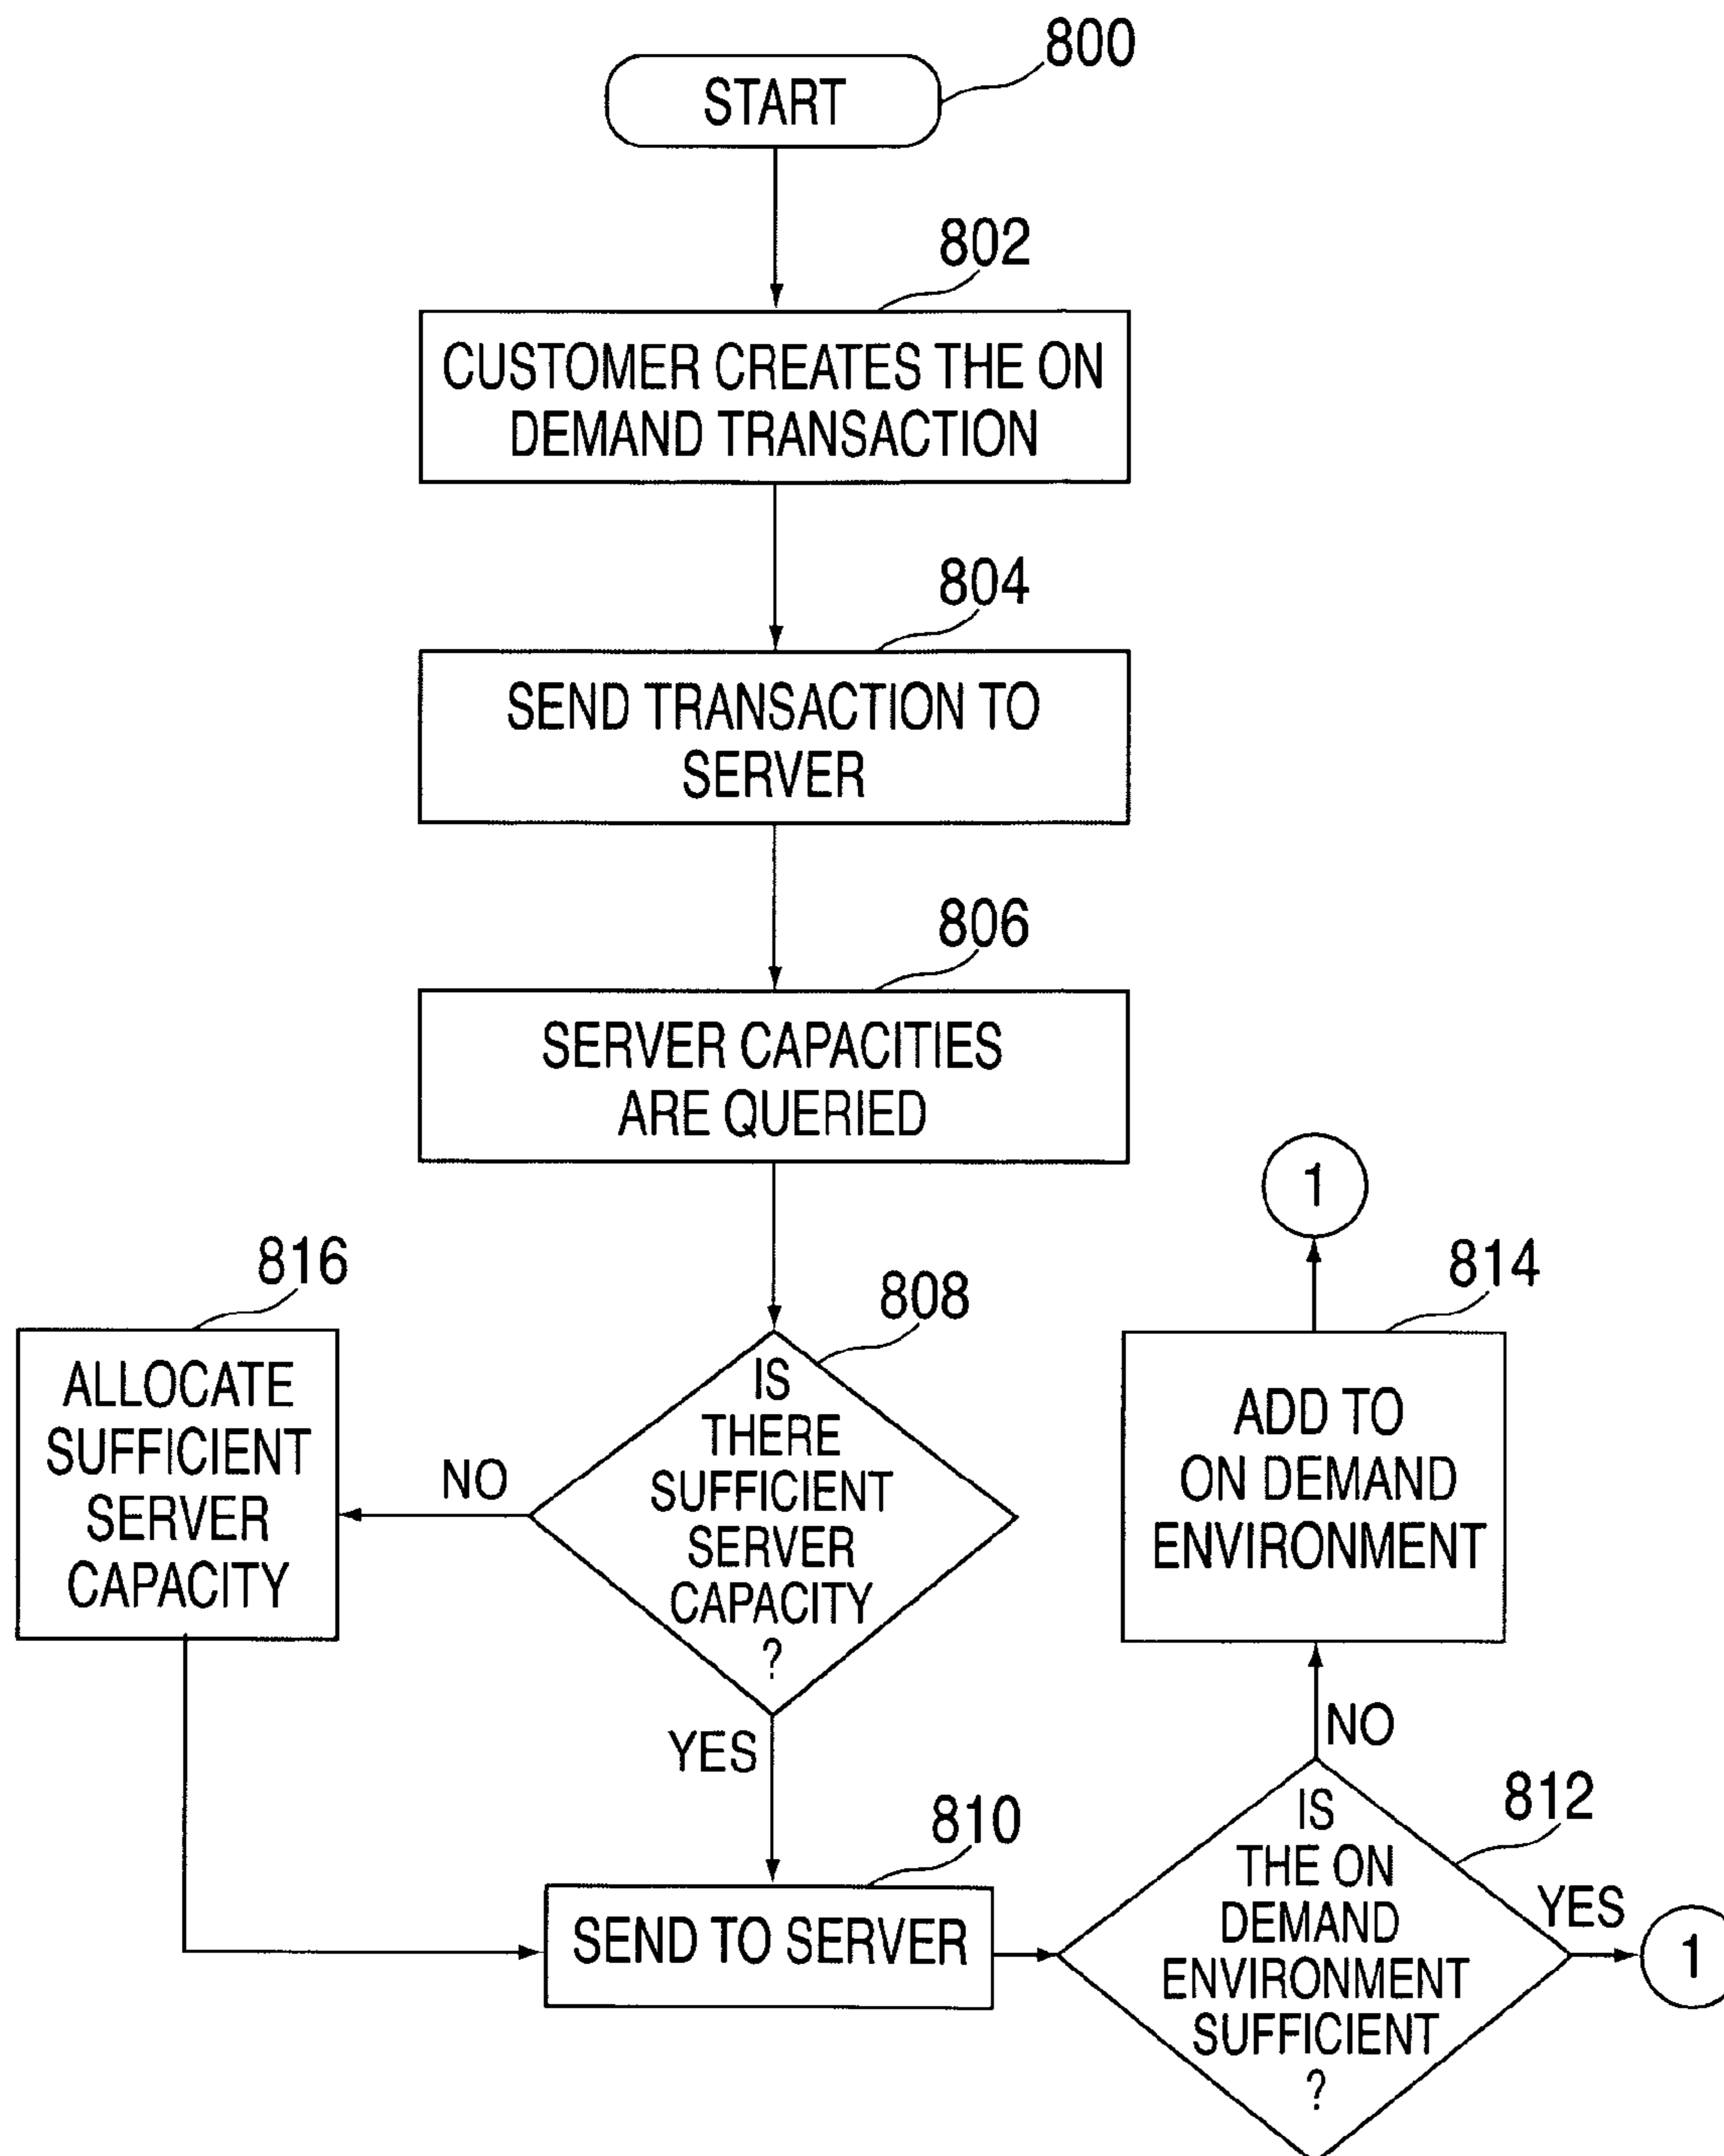 800
START
802
CUSTOMER CREATES THE ON
DEMAND TRANSACTION
804
SEND TRANSACTION TO
SERVER
806
SERVER CAPACITIES
ARE QUERIED
808
IS
THERE
SUFFICIENT
SERVER
CAPACITY
?
NO
816
ALLOCATE
SUFFICIENT
SERVER
CAPACITY
YES
810
SEND TO SERVER
812
IS
THE ON
DEMAND
ENVIRONMENT
SUFFICIENT
?
NO
814
ADD TO
ON DEMAND
ENVIRONMENT
1
YES
1